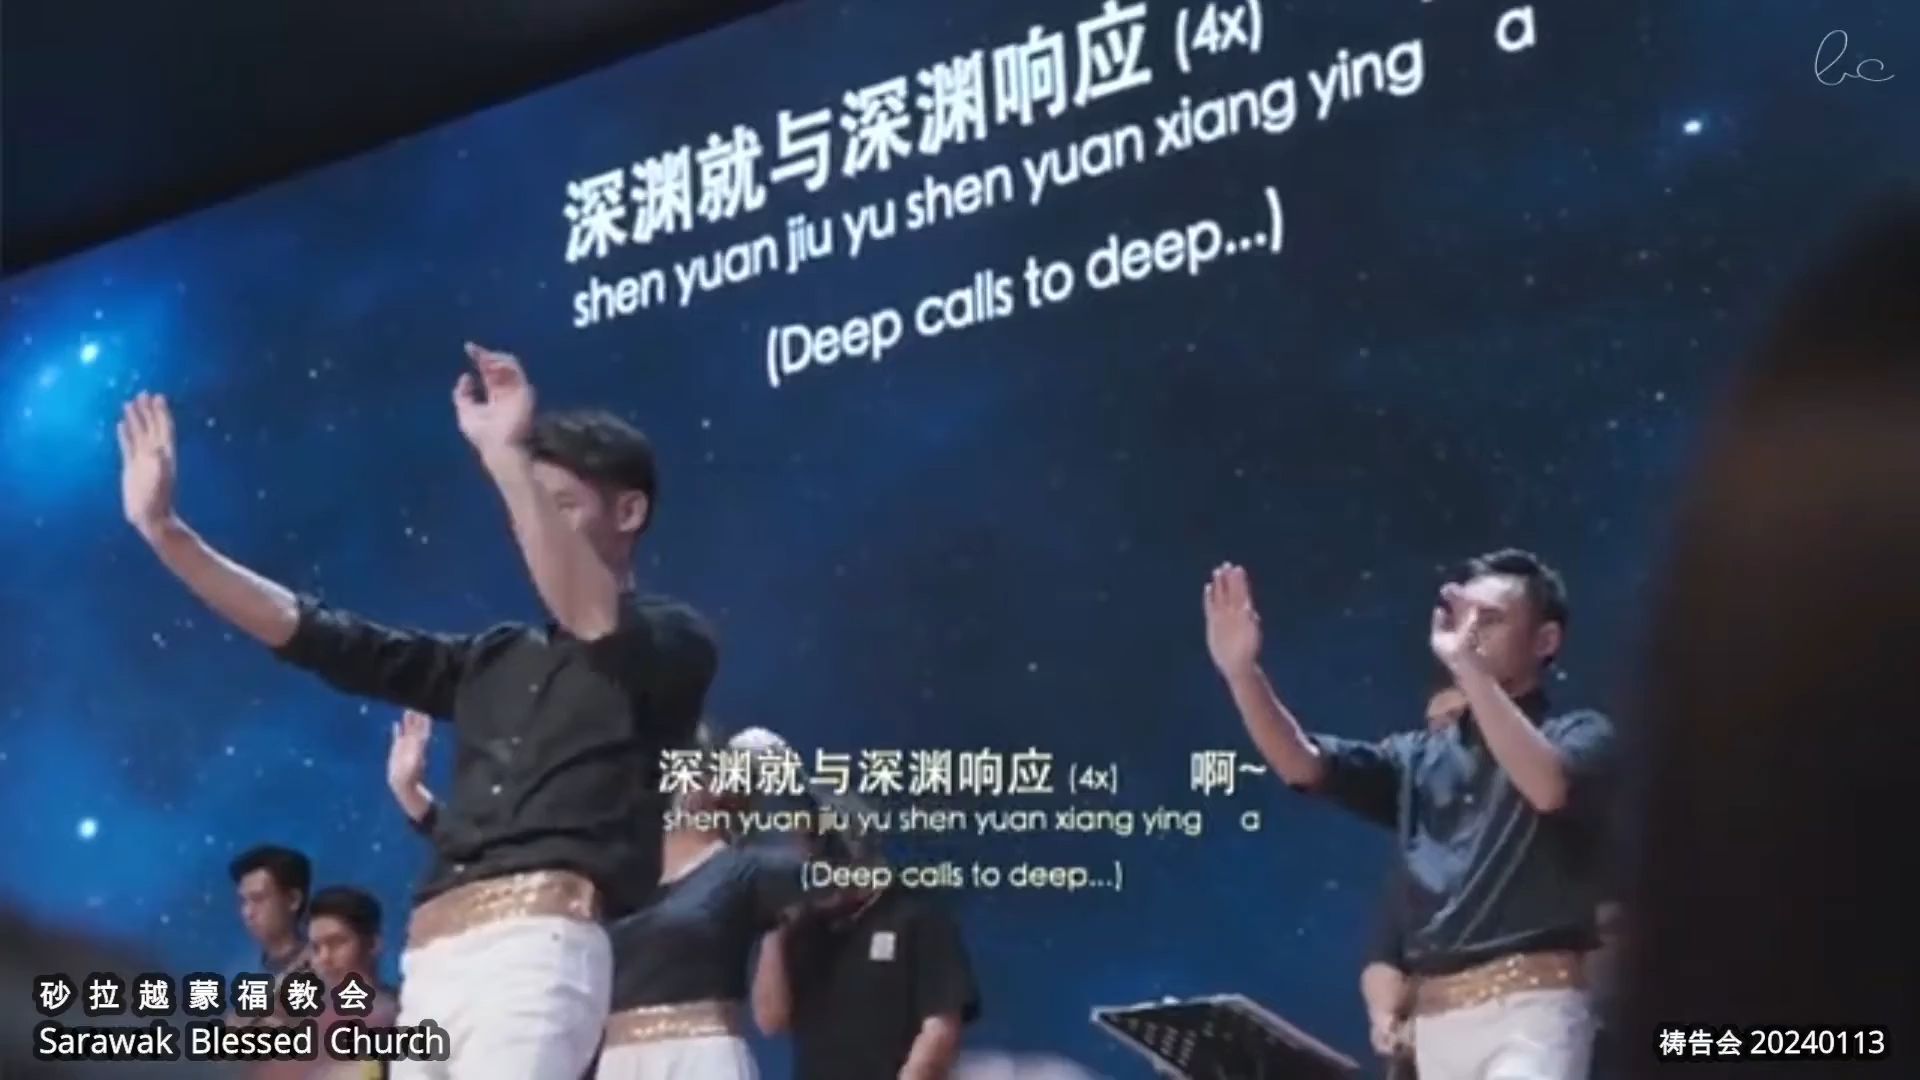 深渊就与深渊响应 (4x)
shen yuan jiu yu shen yuan xiang ying a
(Deep calls to deep...)
深渊就与深渊响应 (4x) 啊~
shen yuan jiu yu shen yuan xiang ying a
(Deep calls to deep...)
砂拉越蒙福教会
Sarawak Blessed Church
祷告会 20240113